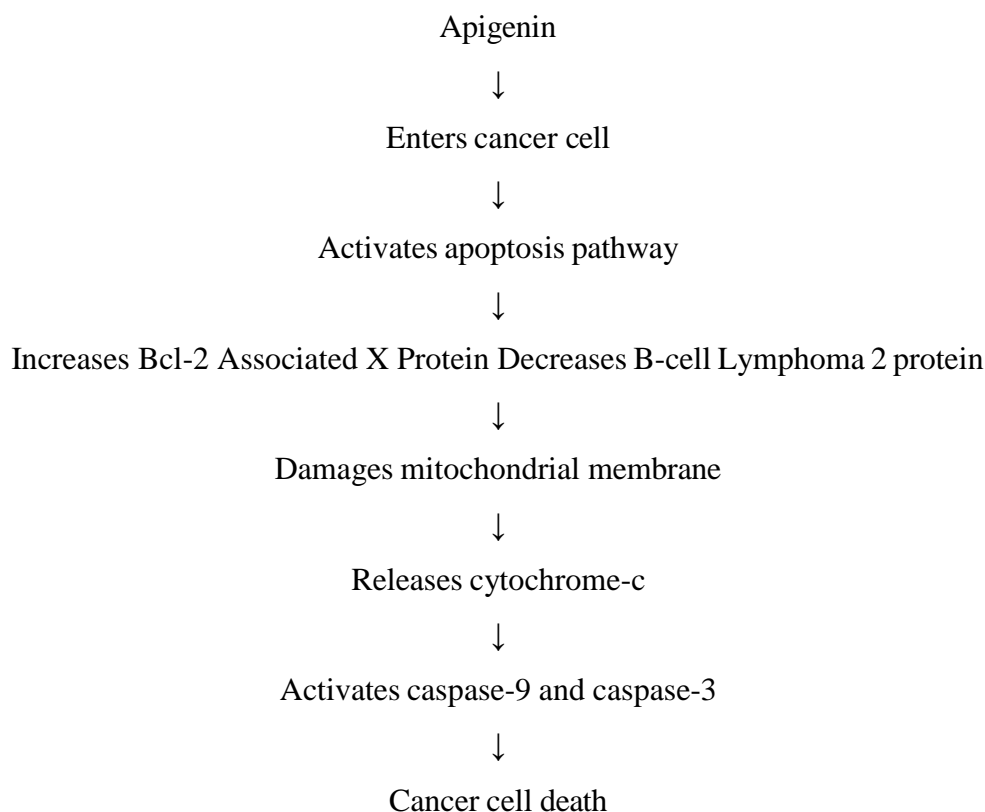 Apigenin
↓
Enters cancer cell
↓
Activates apoptosis pathway
↓
Increases Bcl-2 Associated X Protein Decreases B-cell Lymphoma 2 protein
↓
Damages mitochondrial membrane
↓
Releases cytochrome-c
↓
Activates caspase-9 and caspase-3
↓
Cancer cell death